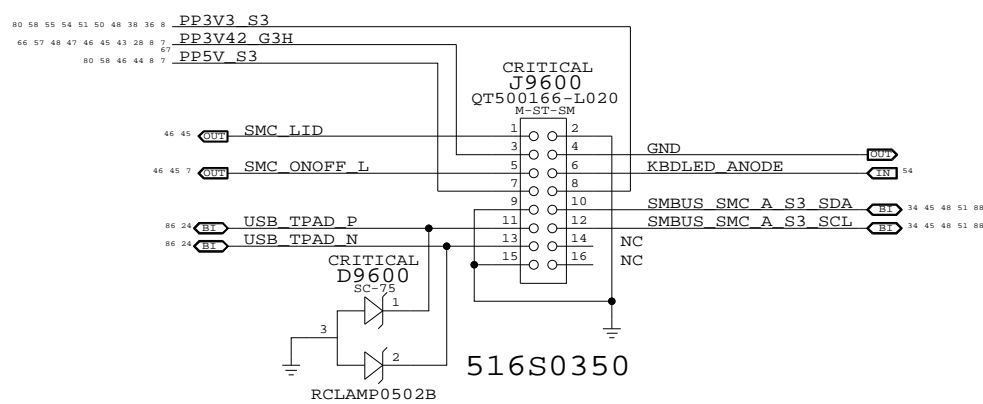 80 58 55 54 51 50 48 38 36 8 PP3V3_S3
66 57 48 47 46 45 43 28 8 7 PP3V42_G3H
67
80 58 46 44 8 7 PP5V_S3
CRITICAL
J9600
QT500166-L020
M-ST-SM
46 45 OUT SMC_LID 1 2
3 4 GND OUT
46 45 7 OUT SMC_ONOFF_L 5 6 KBDLED_ANODE IN 54
7 8
9 10 SMBUS_SMC_A_S3_SDA BI 34 45 48 51 88
86 24 BI USB_TPAD_P 11 12 SMBUS_SMC_A_S3_SCL BI 34 45 48 51 88
86 24 BI USB_TPAD_N 13 14 NC
15 16 NC
CRITICAL
D9600
SC-75
1
3
2
516S0350
RCLAMP0502B